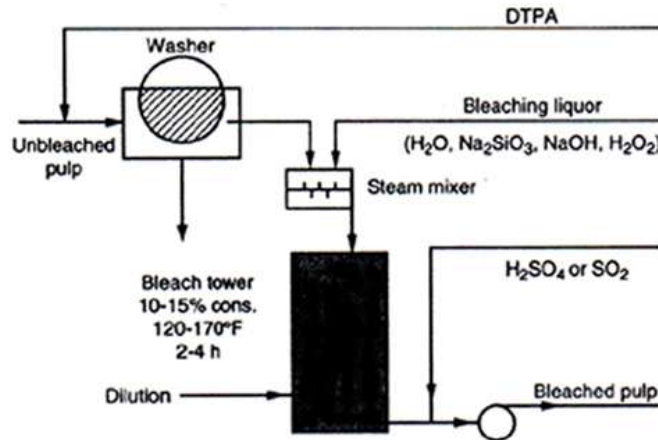 DTPA
Washer
Bleaching liquor
(H₂O, Na₂SiO₃, NaOH, H₂O₂)
Unbleached
pulp
Steam mixer
H₂SO₄ or SO₂
Bleach tower
10-15% cons.
120-170°F
2-4 h
Dilution
Bleached pulp